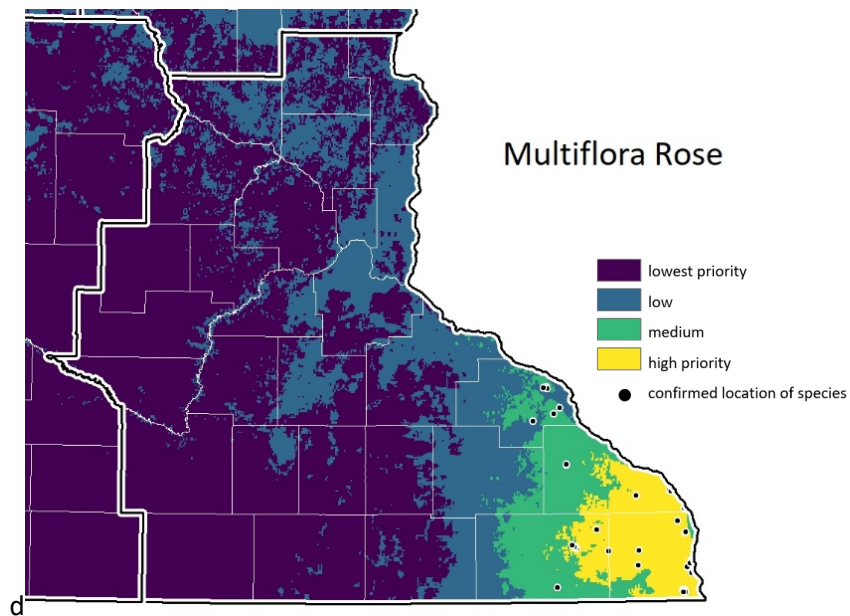 Multiflora Rose
lowest priority
low
medium
high priority
confirmed location of species
d